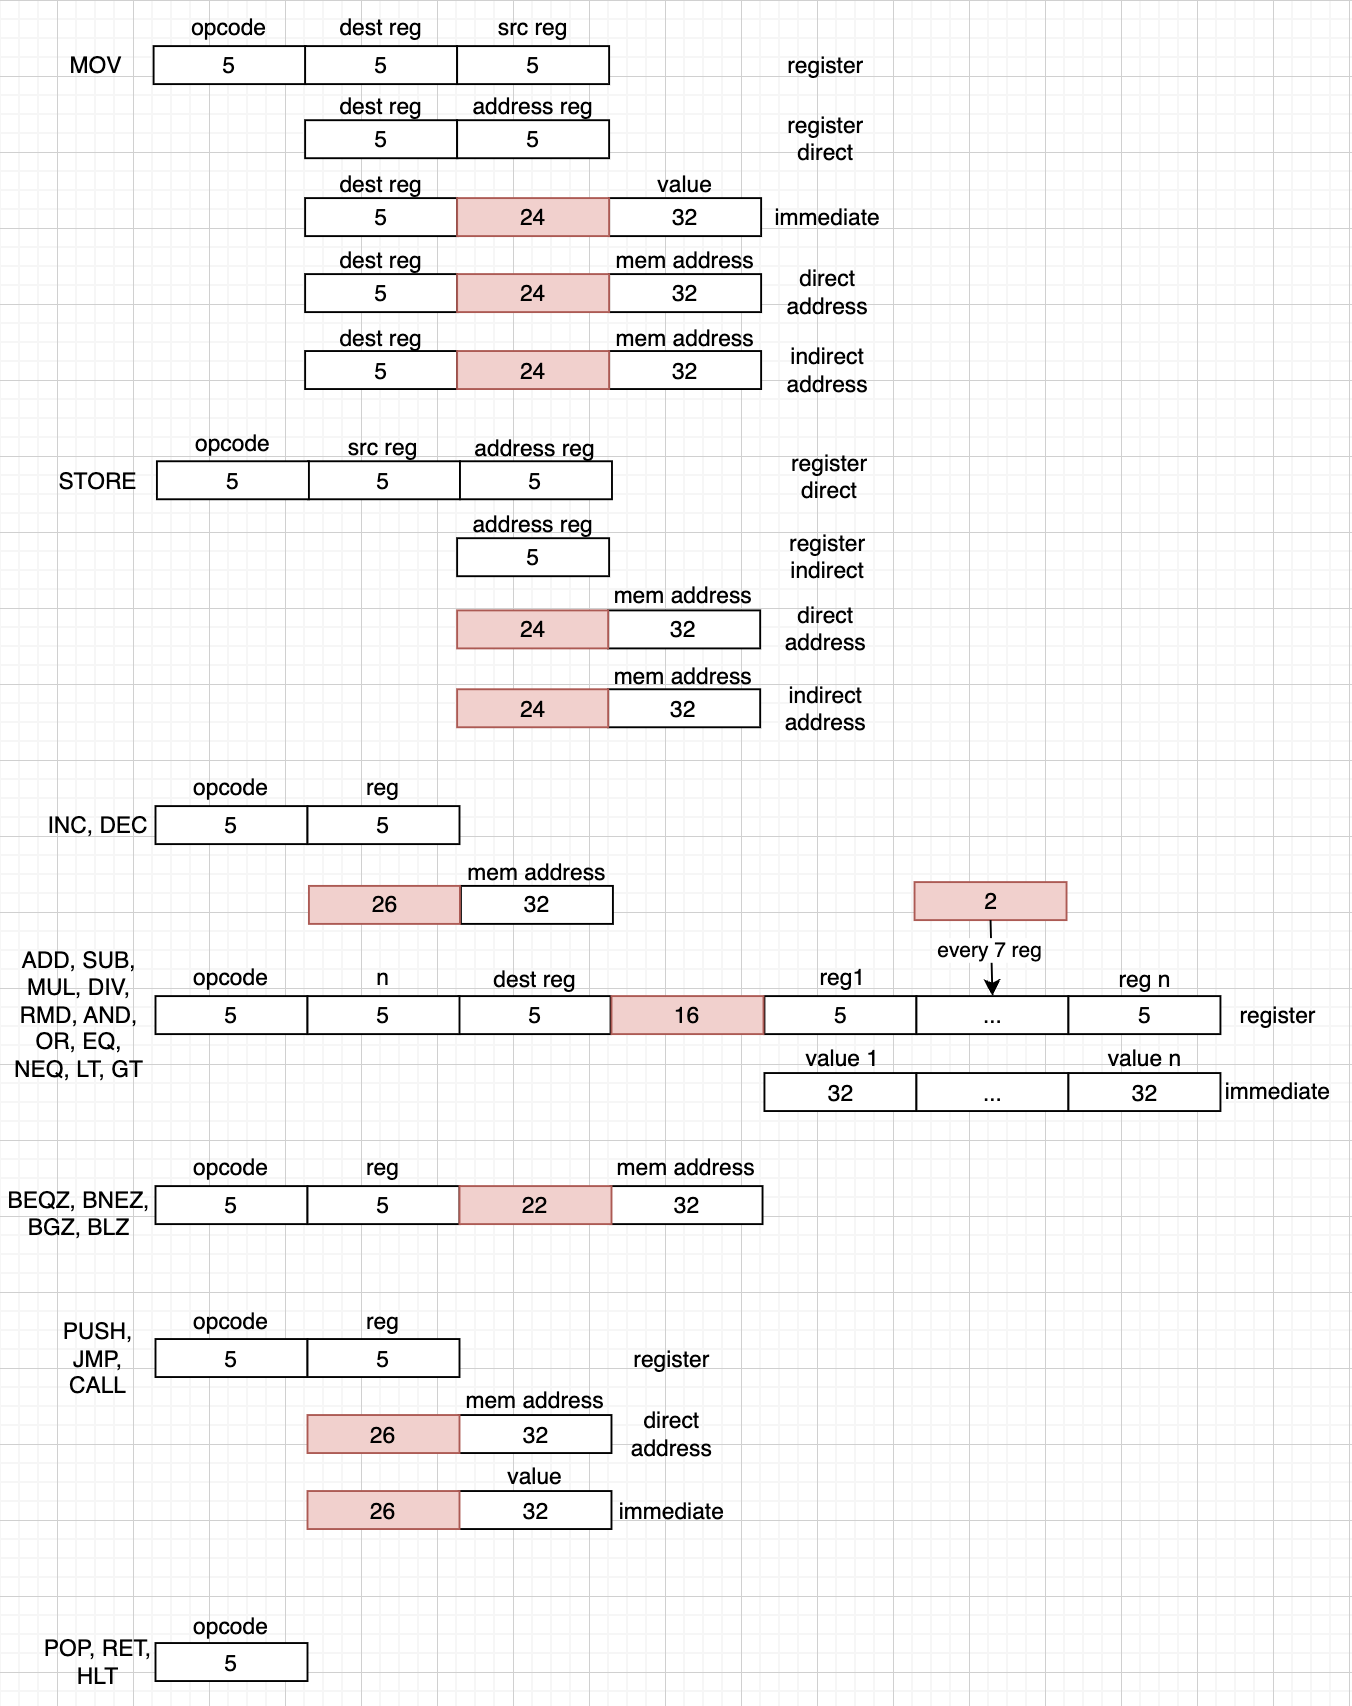 opcode dest reg src reg
MOV 5 5 5 register
dest reg address reg
5 5 register
direct
dest reg value
5 24 32 immediate
dest reg mem address
5 24 32 direct
address
dest reg mem address
5 24 32 indirect
address
opcode src reg address reg
STORE 5 5 5 register
direct
address reg
5 register
indirect
mem address
24 32 direct
address
mem address
24 32 indirect
address
opcode reg
INC, DEC 5 5
mem address
26 32
2
every 7 reg
ADD, SUB,
MUL, DIV,
RMD, AND,
OR, EQ,
NEQ, LT, GT
opcode n dest reg reg1 reg n
5 5 5 16 5 ... 5 register
value 1 value n
32 ... 32 immediate
opcode reg mem address
BEQZ, BNEZ,
BGZ, BLZ
5 5 22 32
opcode reg
PUSH,
JMP,
CALL
5 5 register
mem address
26 32 direct
address
value
26 32 immediate
opcode
POP, RET,
HLT
5